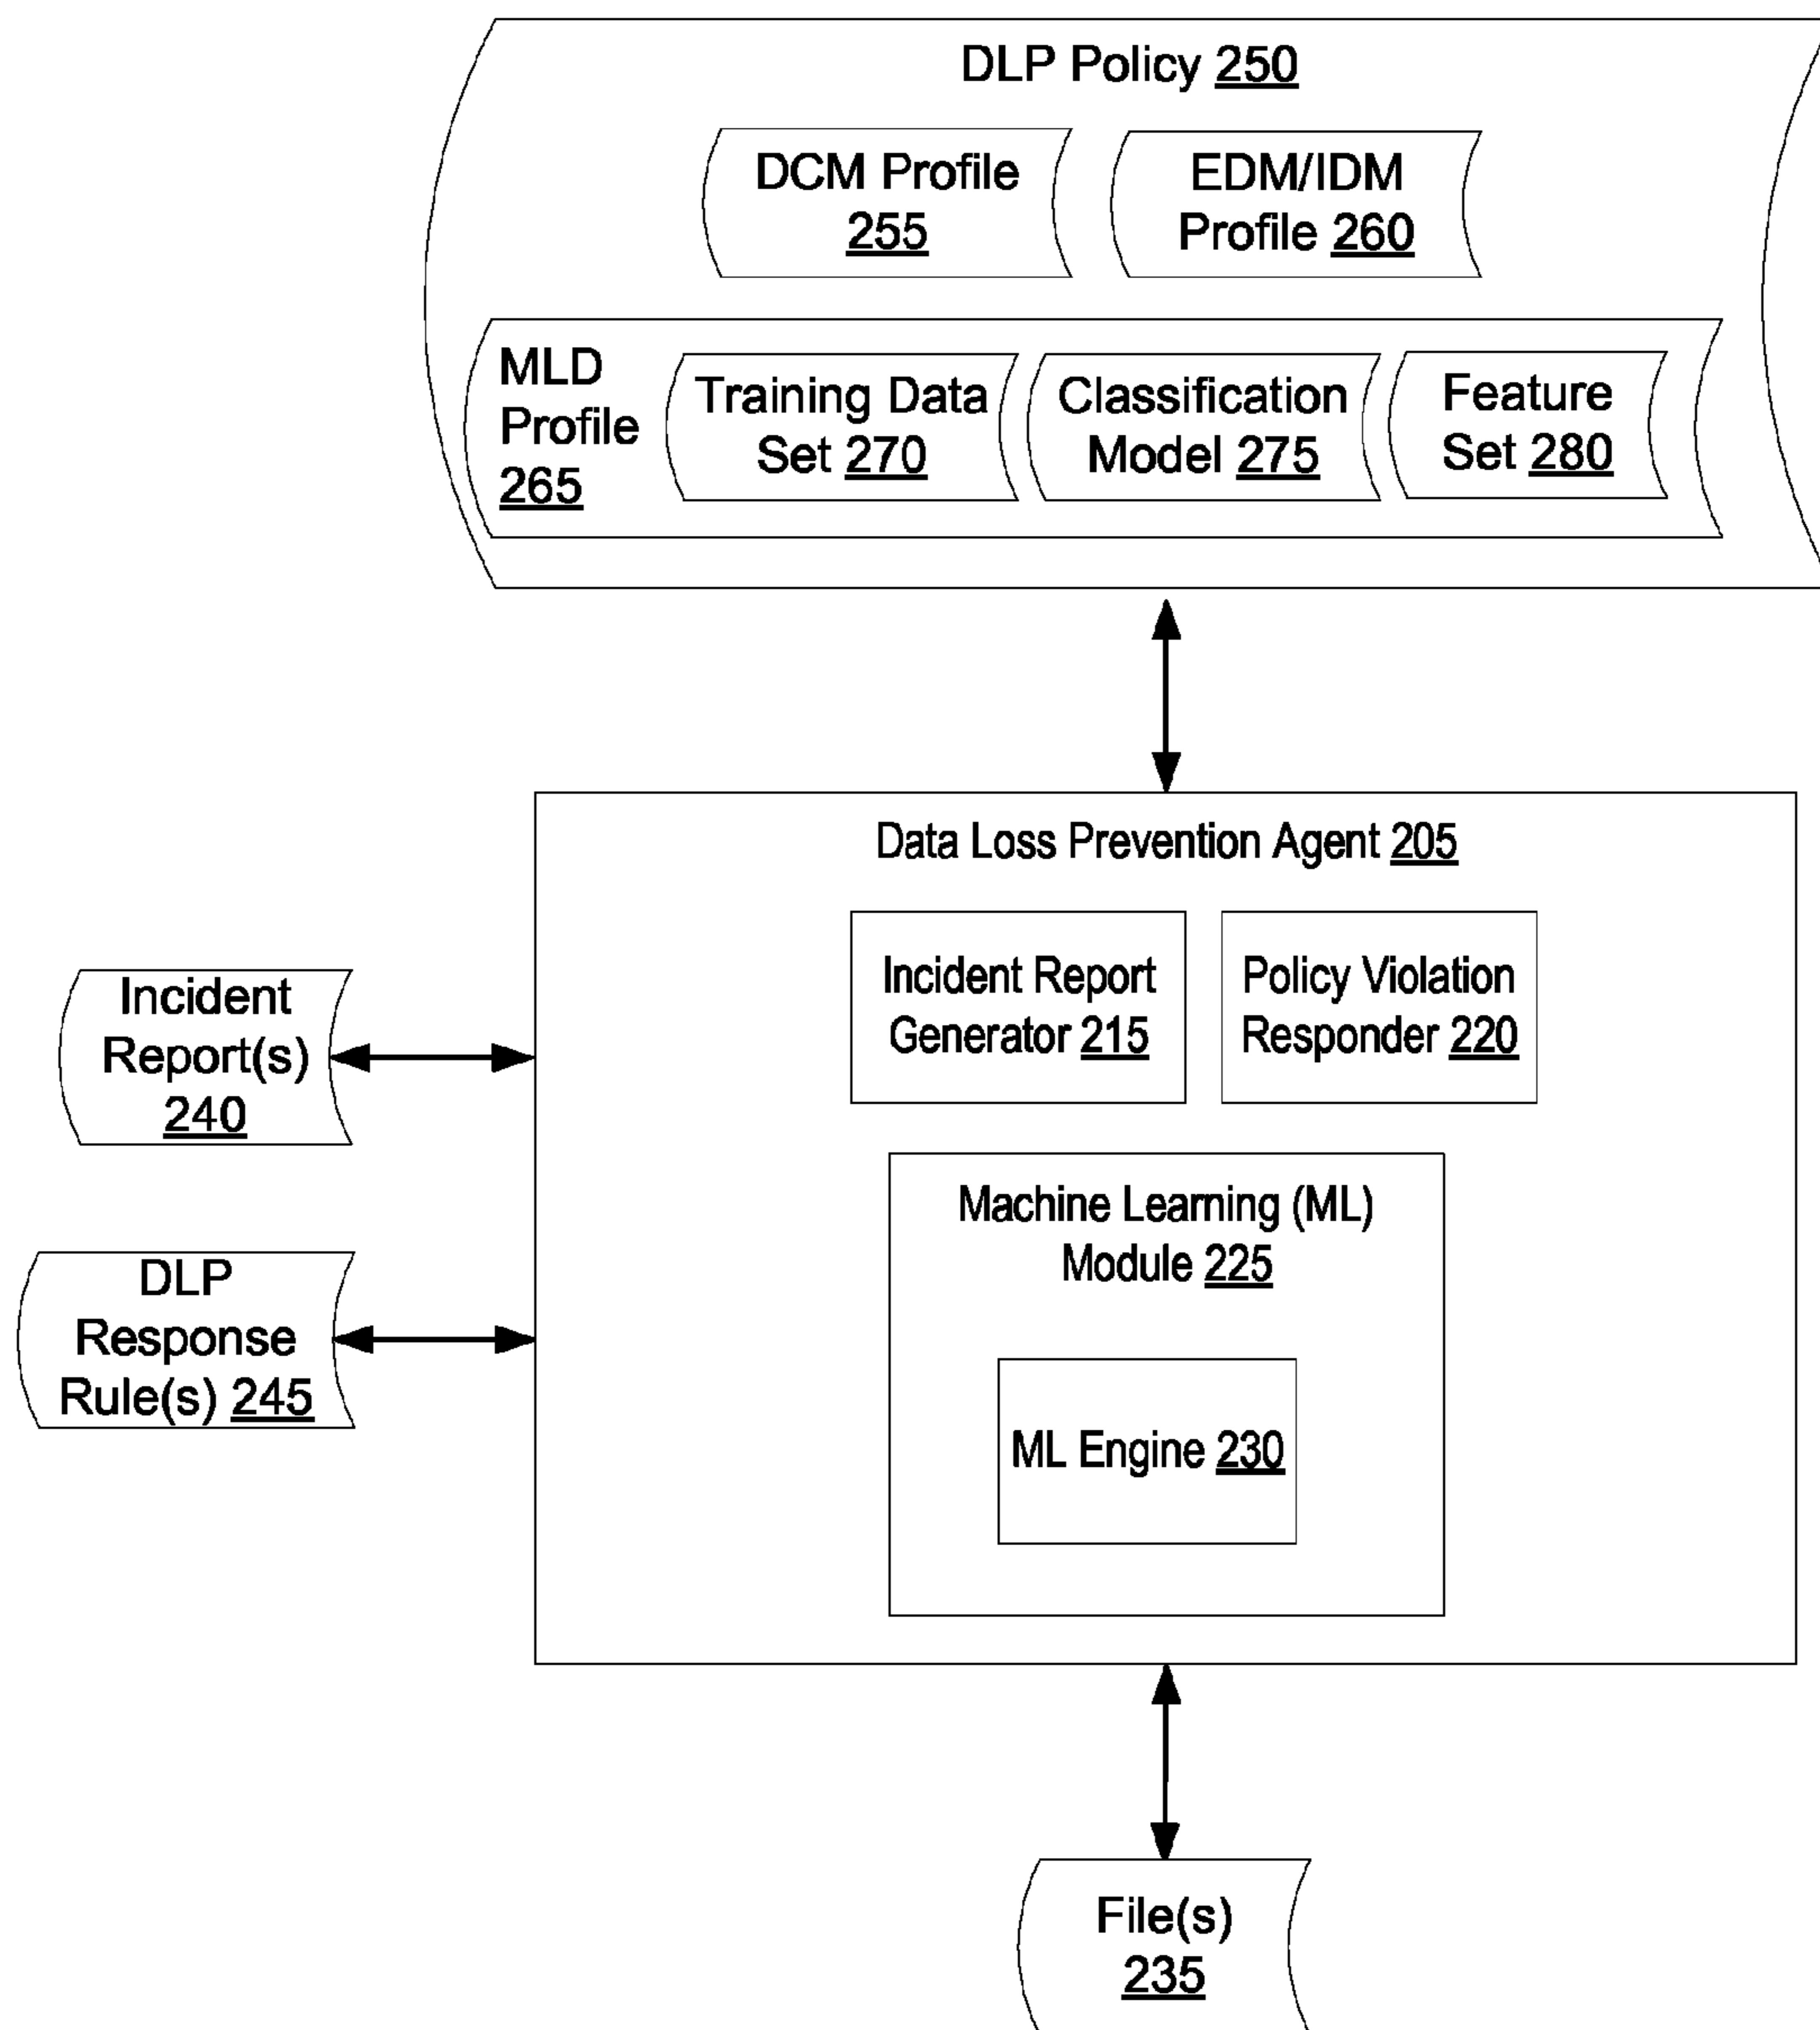 DLP Policy 250
DCM Profile
255
EDM/IDM
Profile 260
MLD
Profile
265
Training Data
Set 270
Classification
Model 275
Feature
Set 280
Data Loss Prevention Agent 205
Incident Report
Generator 215
Policy Violation
Responder 220
Incident
Report(s)
240
Machine Learning (ML)
Module 225
DLP
Response
Rule(s) 245
ML Engine 230
File(s)
235